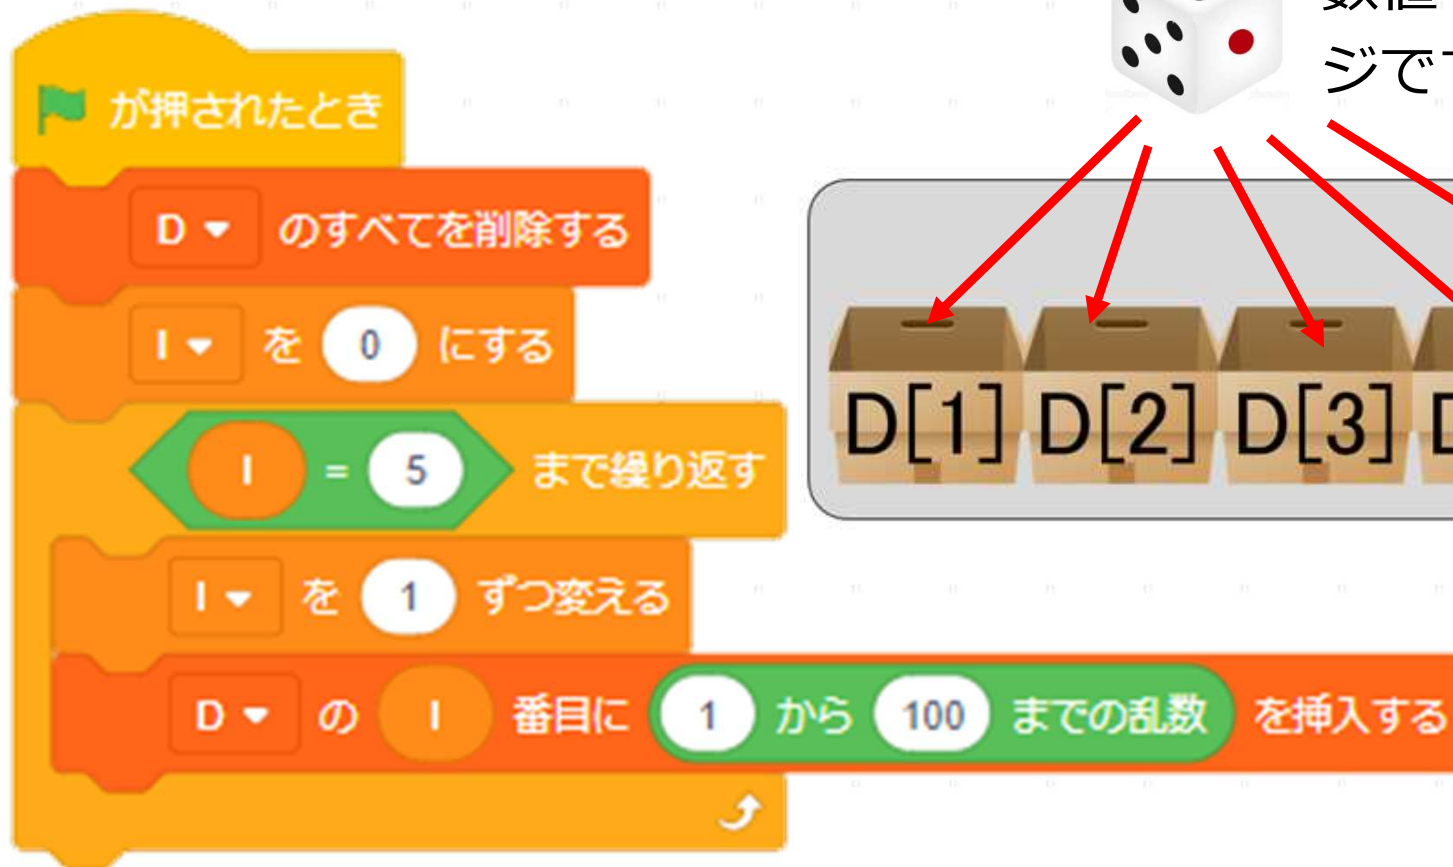 が押されたとき
D のすべてを削除する
I を 0 にする
I = 5 まで繰り返す
I を 1 ずつ変える
D の I 番目に 1 から 100 までの乱数 を挿入する
ジで
D[1] D[2] D[3]